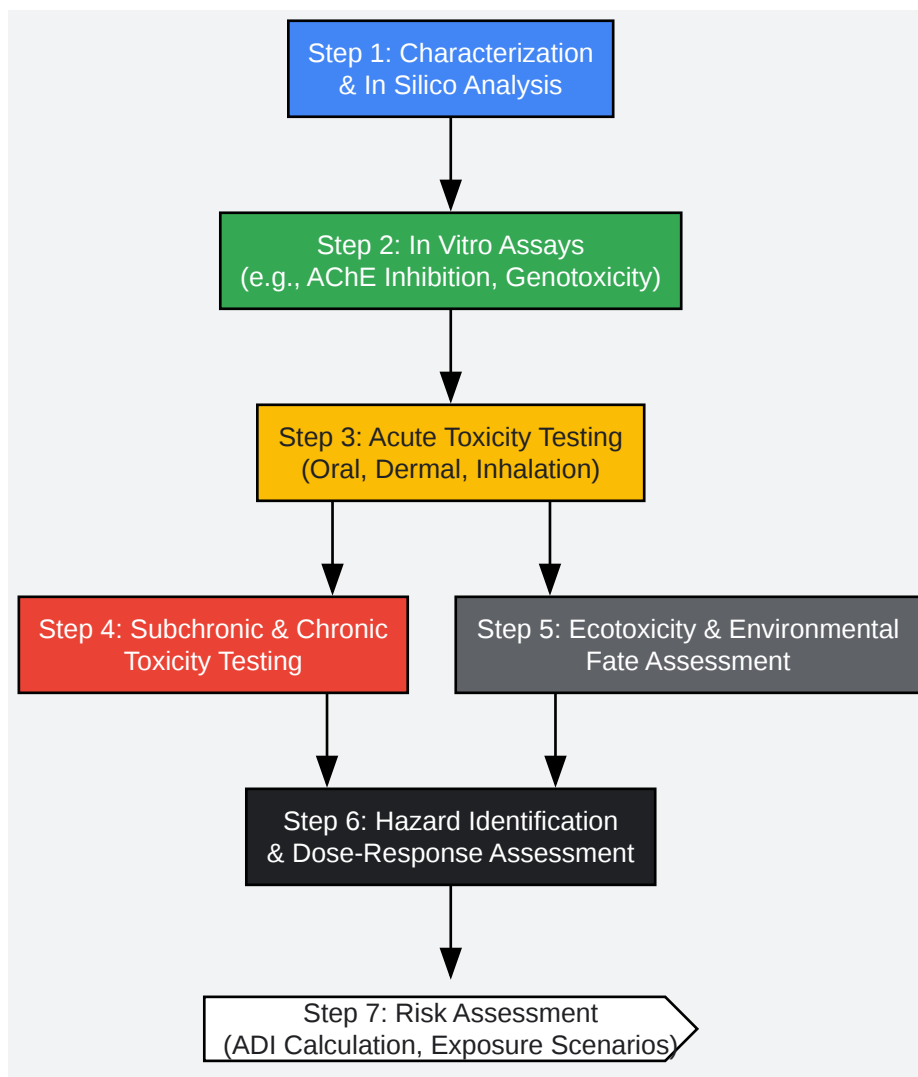 Step 1: Characterization
& In Silico Analysis
Step 2: In Vitro Assays
(e.g., AChE Inhibition, Genotoxicity)
Step 3: Acute Toxicity Testing
(Oral, Dermal, Inhalation)
Step 4: Subchronic & Chronic
Toxicity Testing
Step 5: Ecotoxicity & Environmental
Fate Assessment
Step 6: Hazard Identification
& Dose-Response Assessment
Step 7: Risk Assessment
(ADI Calculation, Exposure Scenarios)